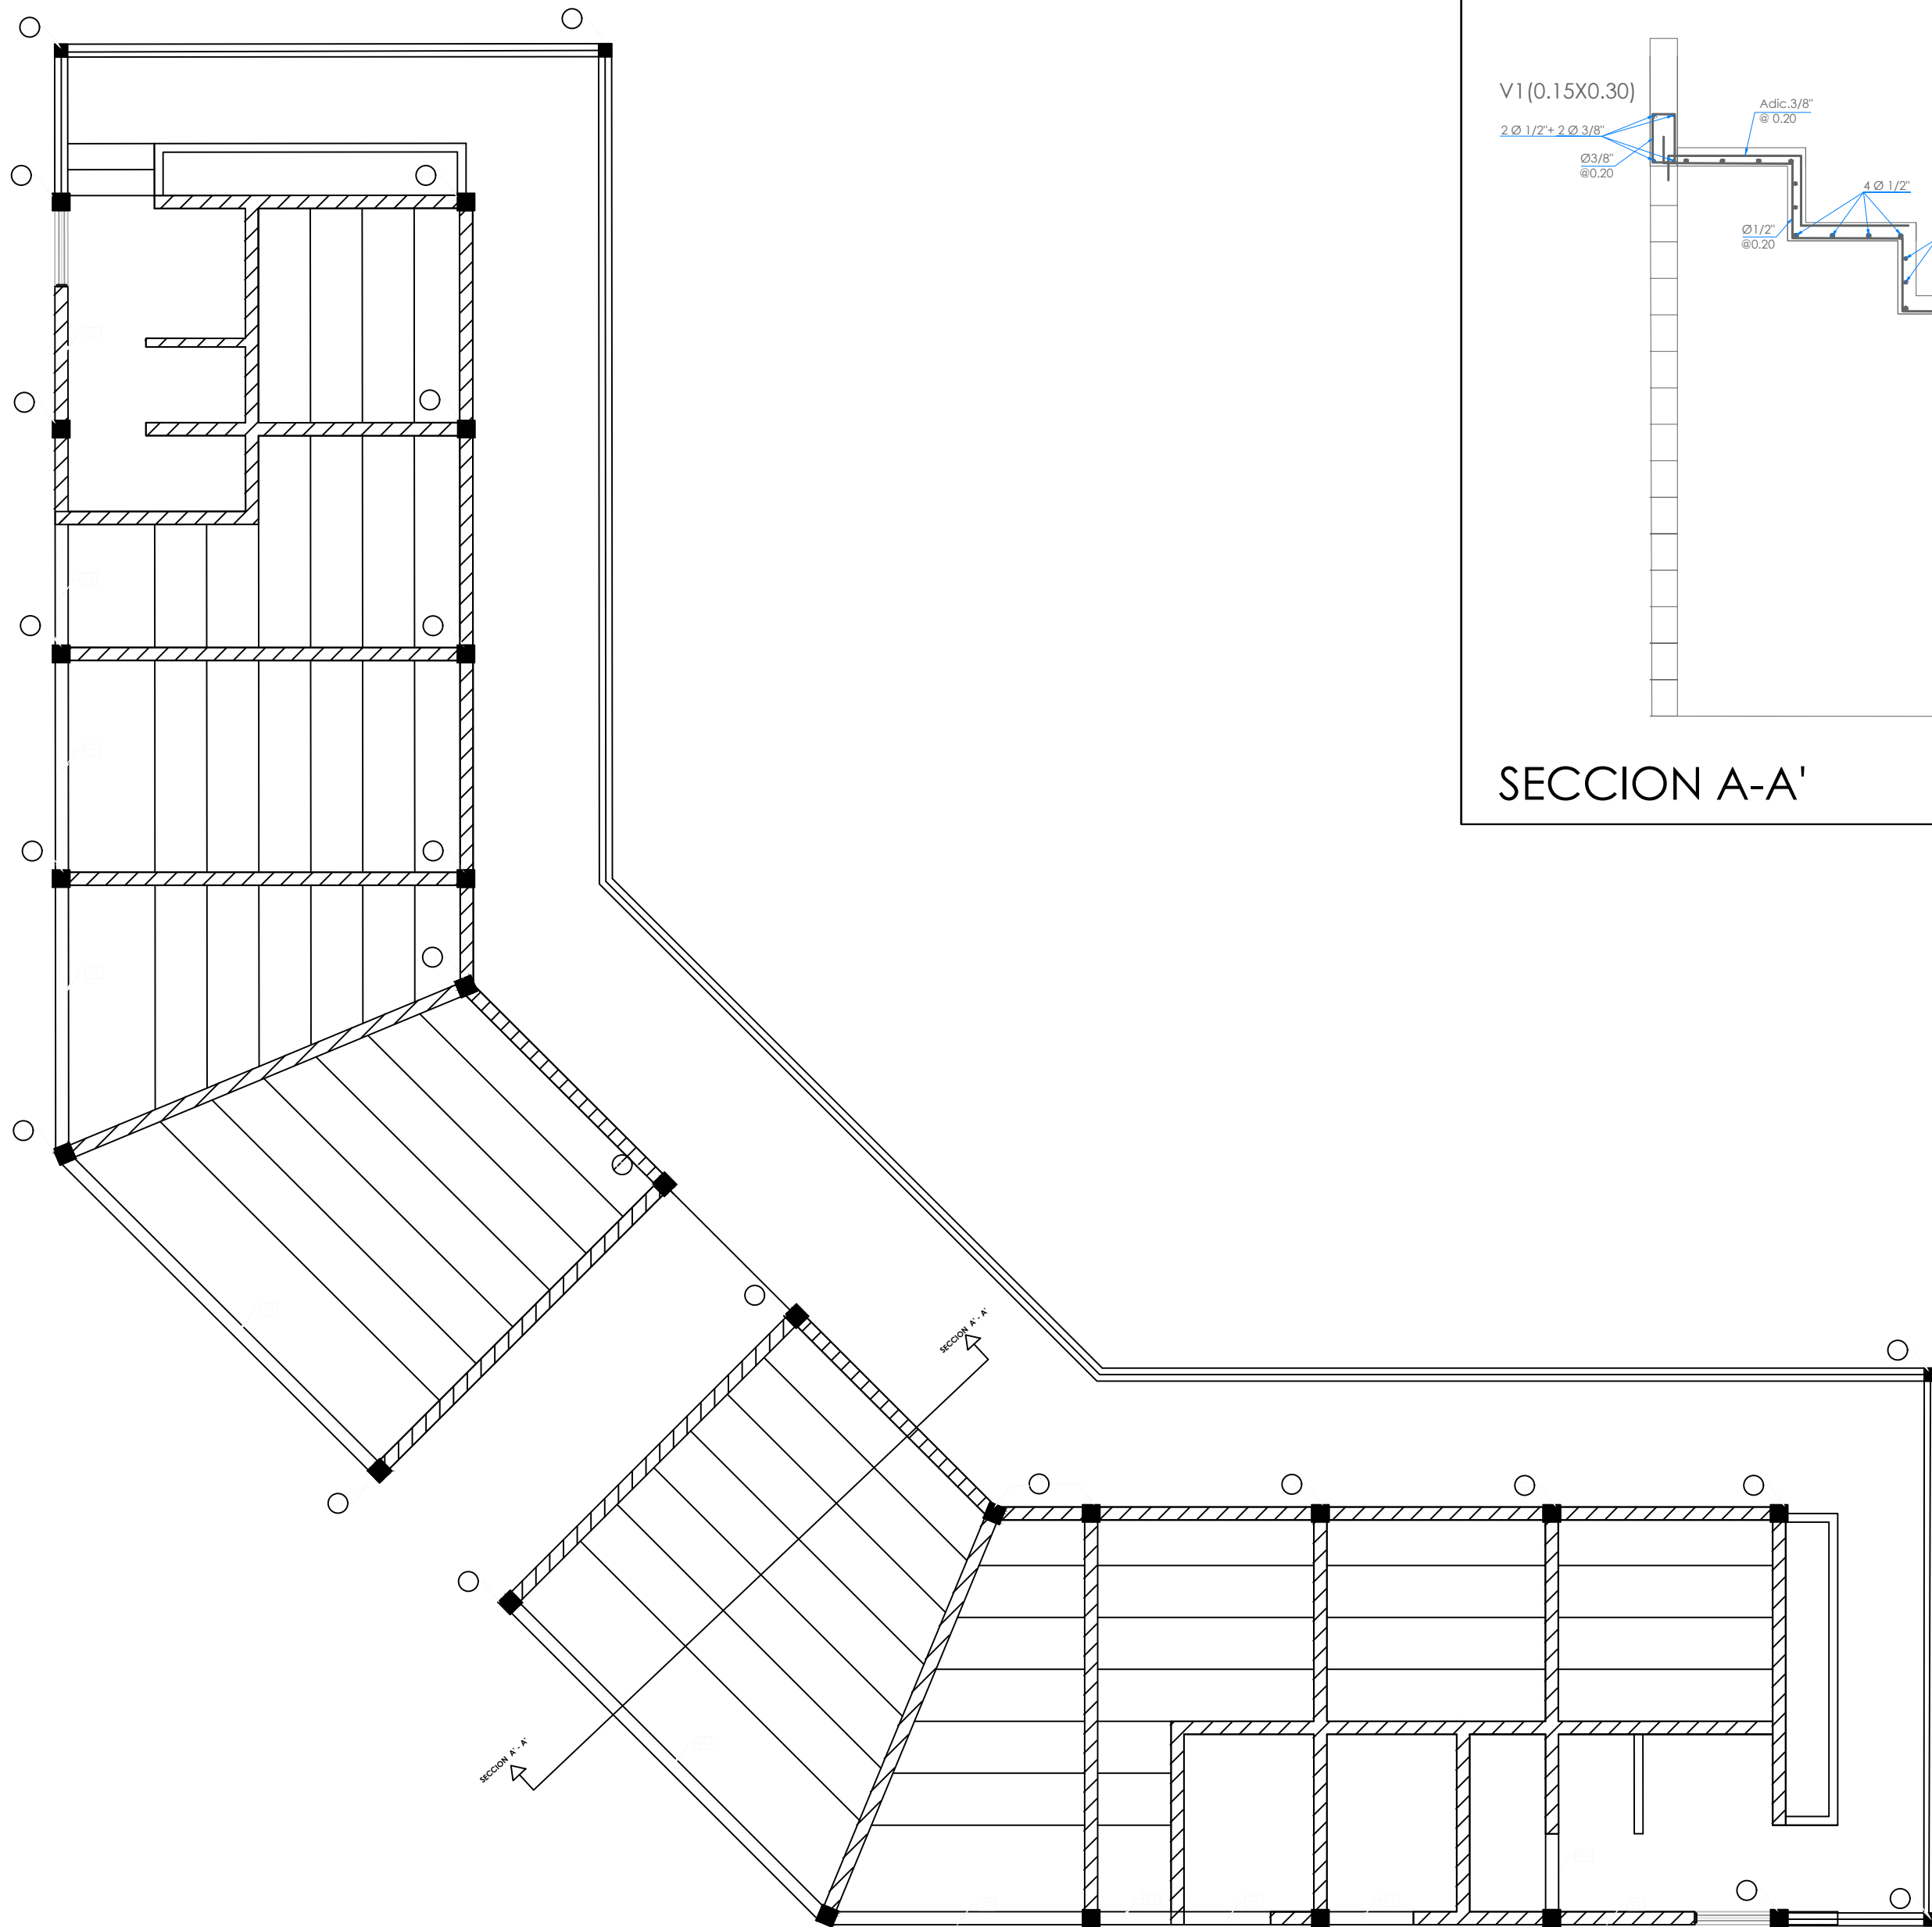 V1(0.15X0.30)
Adic.3/8"
@ 0.20
2 Ø 1/2"+ 2 Ø 3/8"
Ø3/8"
@0.20
4 Ø 1/2"
Ø1/2"
@0.20
SECCION A-A'
SECCION A'- A'
SECCION A'- A'